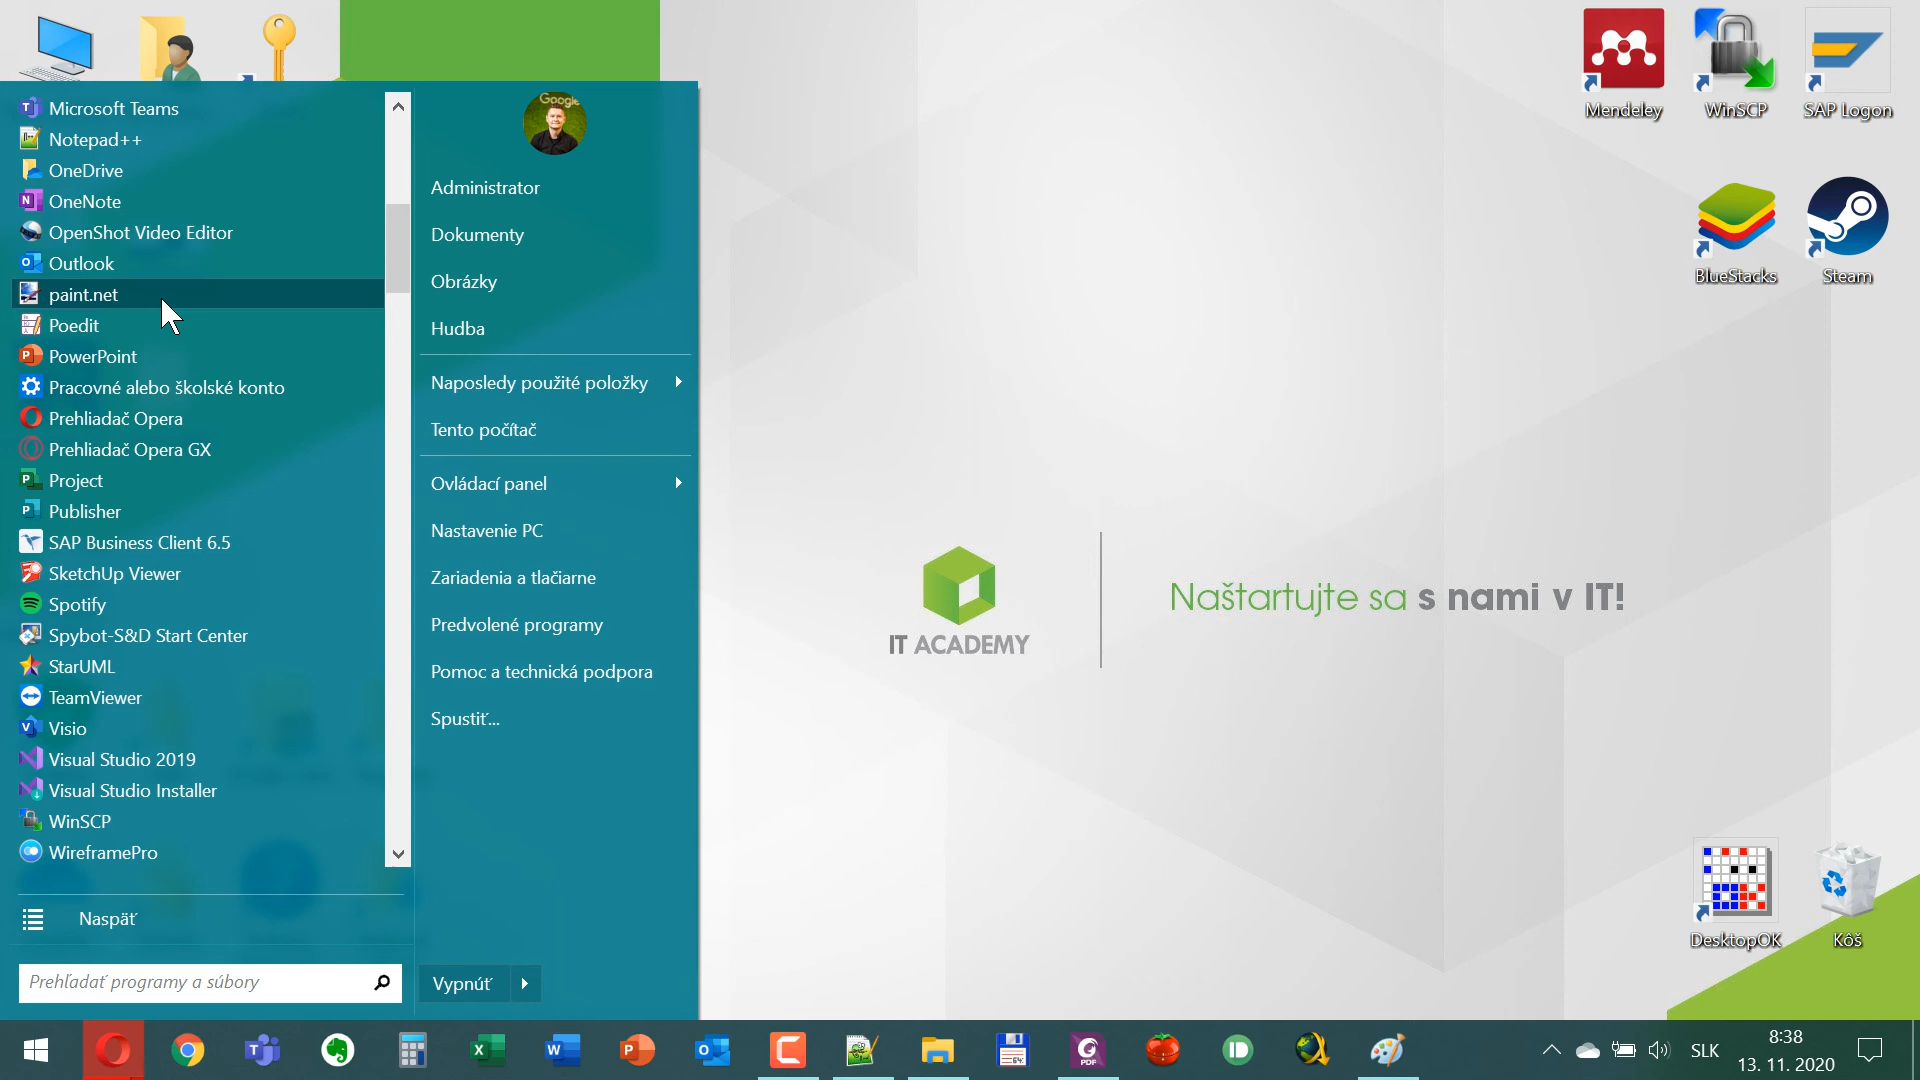 Microsoft Teams
Notepad++
OneDrive
OneNote
OpenShot Video Editor
Outlook
paint.net
Poedit
PowerPoint
Pracovné alebo školské konto
Prehliadač Opera
Prehliadač Opera GX
Project
Publisher
SAP Business Client 6.5
SketchUp Viewer
Spotify
Spybot-S&D Start Center
StarUML
TeamViewer
Visio
Visual Studio 2019
Visual Studio Installer
WinSCP
WireframePro
Naspäť
Prehľadať programy a súbory
Google
Administrator
Dokumenty
Obrázky
Hudba
Naposledy použité položky
Tento počítač
Ovládací panel
Nastavenie PC
Zariadenia a tlačiarne
Predvolené programy
Pomoc a technická podpora
Spustiť...
Vypnúť
IT ACADEMY
Naštartujte sa s nami v IT!
Mendeley
WinSCP
SAP Logon
BlueStacks
Steam
DesktopOK
Kôš
64
PDF
SLK
8:38
13. 11. 2020